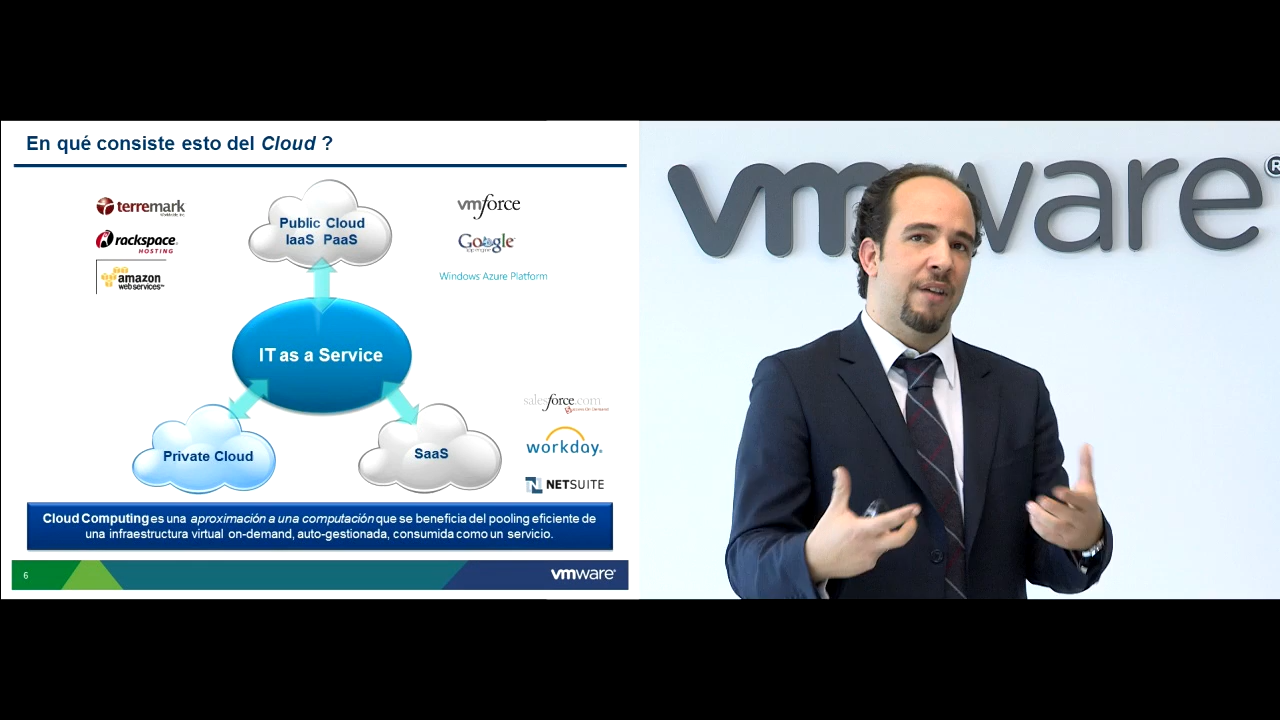 En qué consiste esto del Cloud ?
terremark
rackspace.
HOSTING
amazon
web services™
Public Cloud
IaaS PaaS
vmforce
Google
Windows Azure Platform
IT as a Service
Private Cloud
SaaS
salesforce.com
workday.
NETSUITE
Cloud Computing es una aproximación a una computación que se beneficia del pooling eficiente de
una infraestructura virtual on-demand, auto-gestionada, consumida como un servicio.
6
vmware®
vmware®